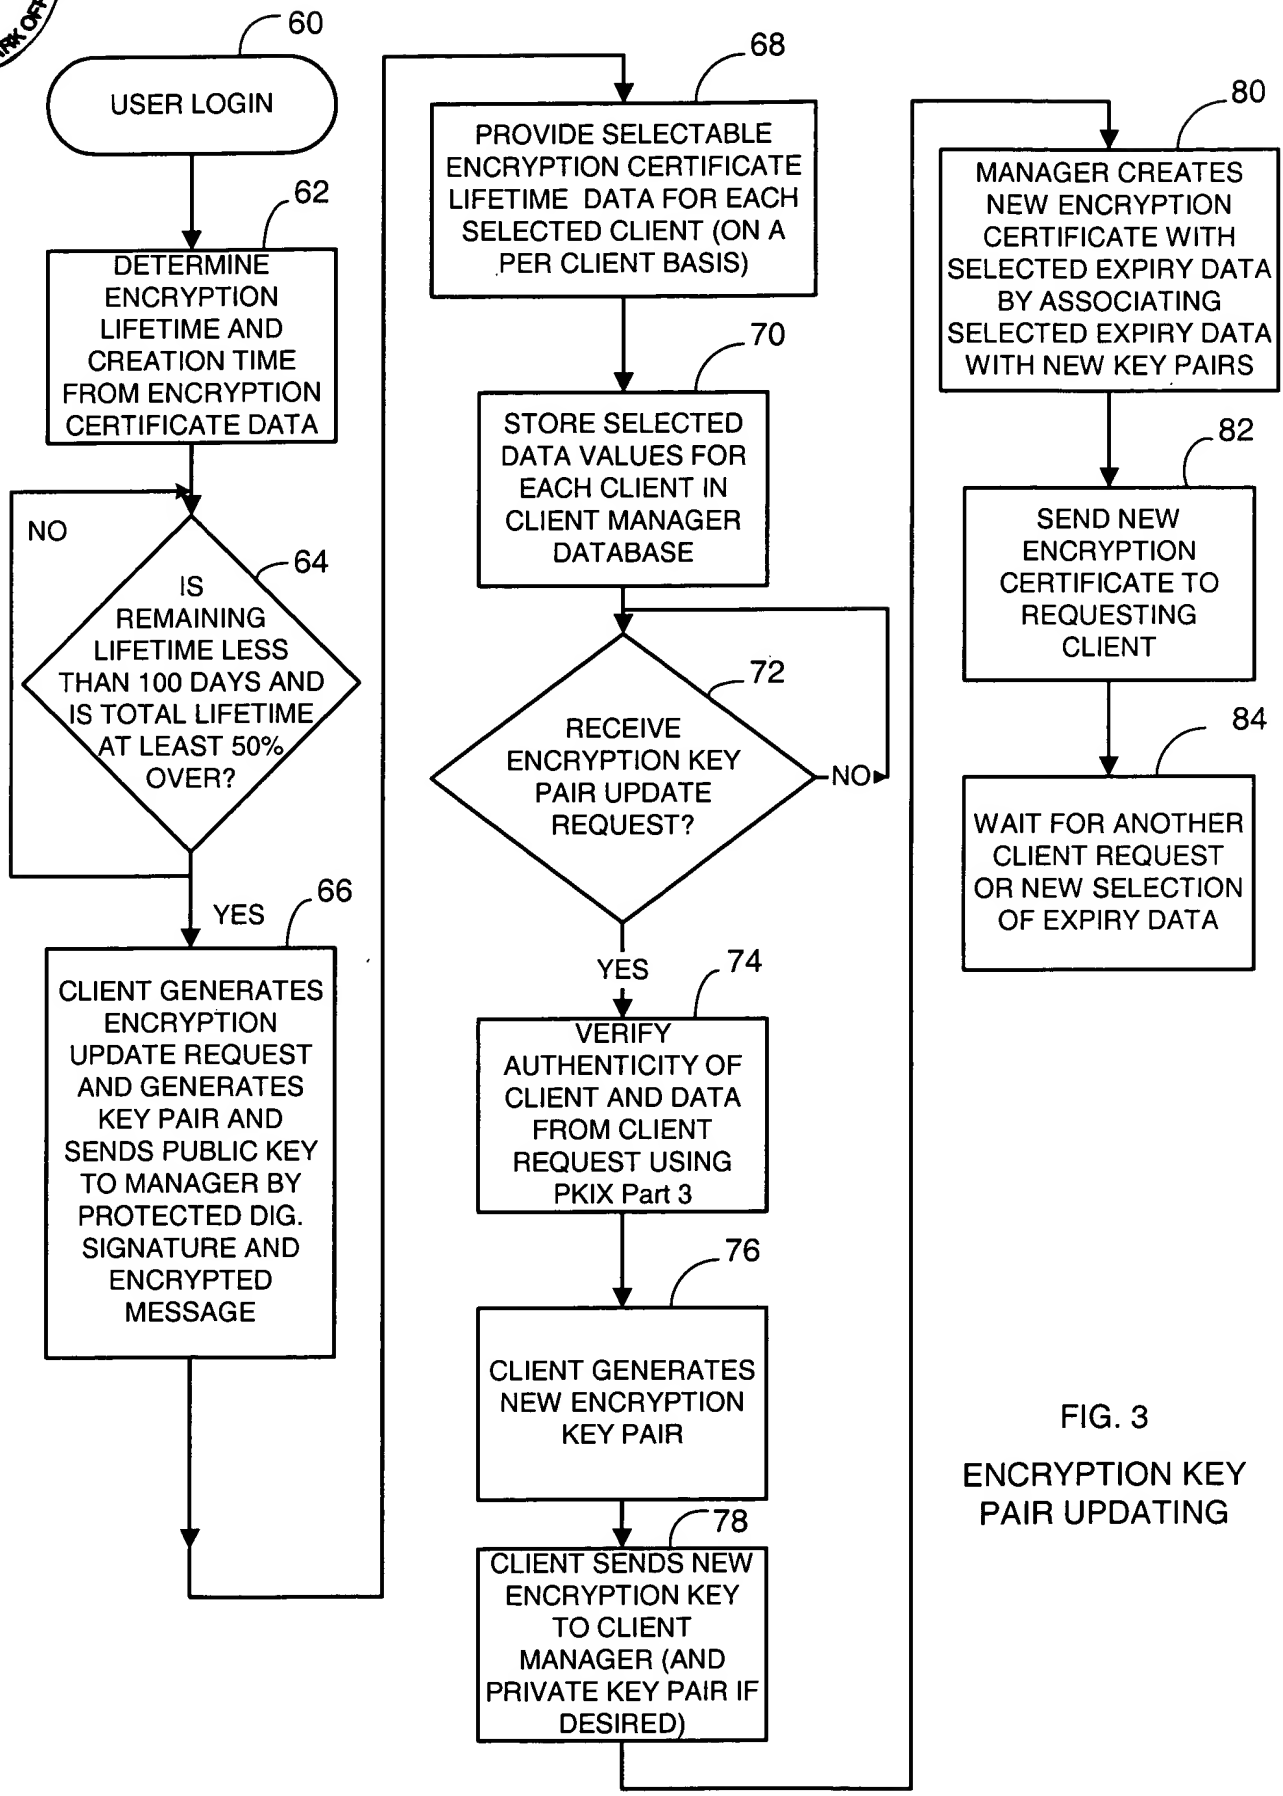 60
USER LOGIN
62
DETERMINE
ENCRYPTION
LIFETIME AND
CREATION TIME
FROM ENCRYPTION
CERTIFICATE DATA
NO
64
IS
REMAINING
LIFETIME LESS
THAN 100 DAYS AND
IS TOTAL LIFETIME
AT LEAST 50%
OVER?
66
YES
CLIENT GENERATES
ENCRYPTION
UPDATE REQUEST
AND GENERATES
KEY PAIR AND
SENDS PUBLIC KEY
TO MANAGER BY
PROTECTED DIG.
SIGNATURE AND
ENCRYPTED
MESSAGE
68
PROVIDE SELECTABLE
ENCRYPTION CERTIFICATE
LIFETIME DATA FOR EACH
SELECTED CLIENT (ON A
PER CLIENT BASIS)
70
STORE SELECTED
DATA VALUES FOR
EACH CLIENT IN
CLIENT MANAGER
DATABASE
72
RECEIVE
ENCRYPTION KEY
PAIR UPDATE
REQUEST?
NO
YES
74
VERIFY
AUTHENTICITY OF
CLIENT AND DATA
FROM CLIENT
REQUEST USING
PKIX Part 3
76
CLIENT GENERATES
NEW ENCRYPTION
KEY PAIR
78
CLIENT SENDS NEW
ENCRYPTION KEY
TO CLIENT
MANAGER (AND
PRIVATE KEY PAIR IF
DESIRED)
80
MANAGER CREATES
NEW ENCRYPTION
CERTIFICATE WITH
SELECTED EXPIRY DATA
BY ASSOCIATING
SELECTED EXPIRY DATA
WITH NEW KEY PAIRS
82
SEND NEW
ENCRYPTION
CERTIFICATE TO
REQUESTING
CLIENT
84
WAIT FOR ANOTHER
CLIENT REQUEST
OR NEW SELECTION
OF EXPIRY DATA
FIG. 3
ENCRYPTION KEY
PAIR UPDATING